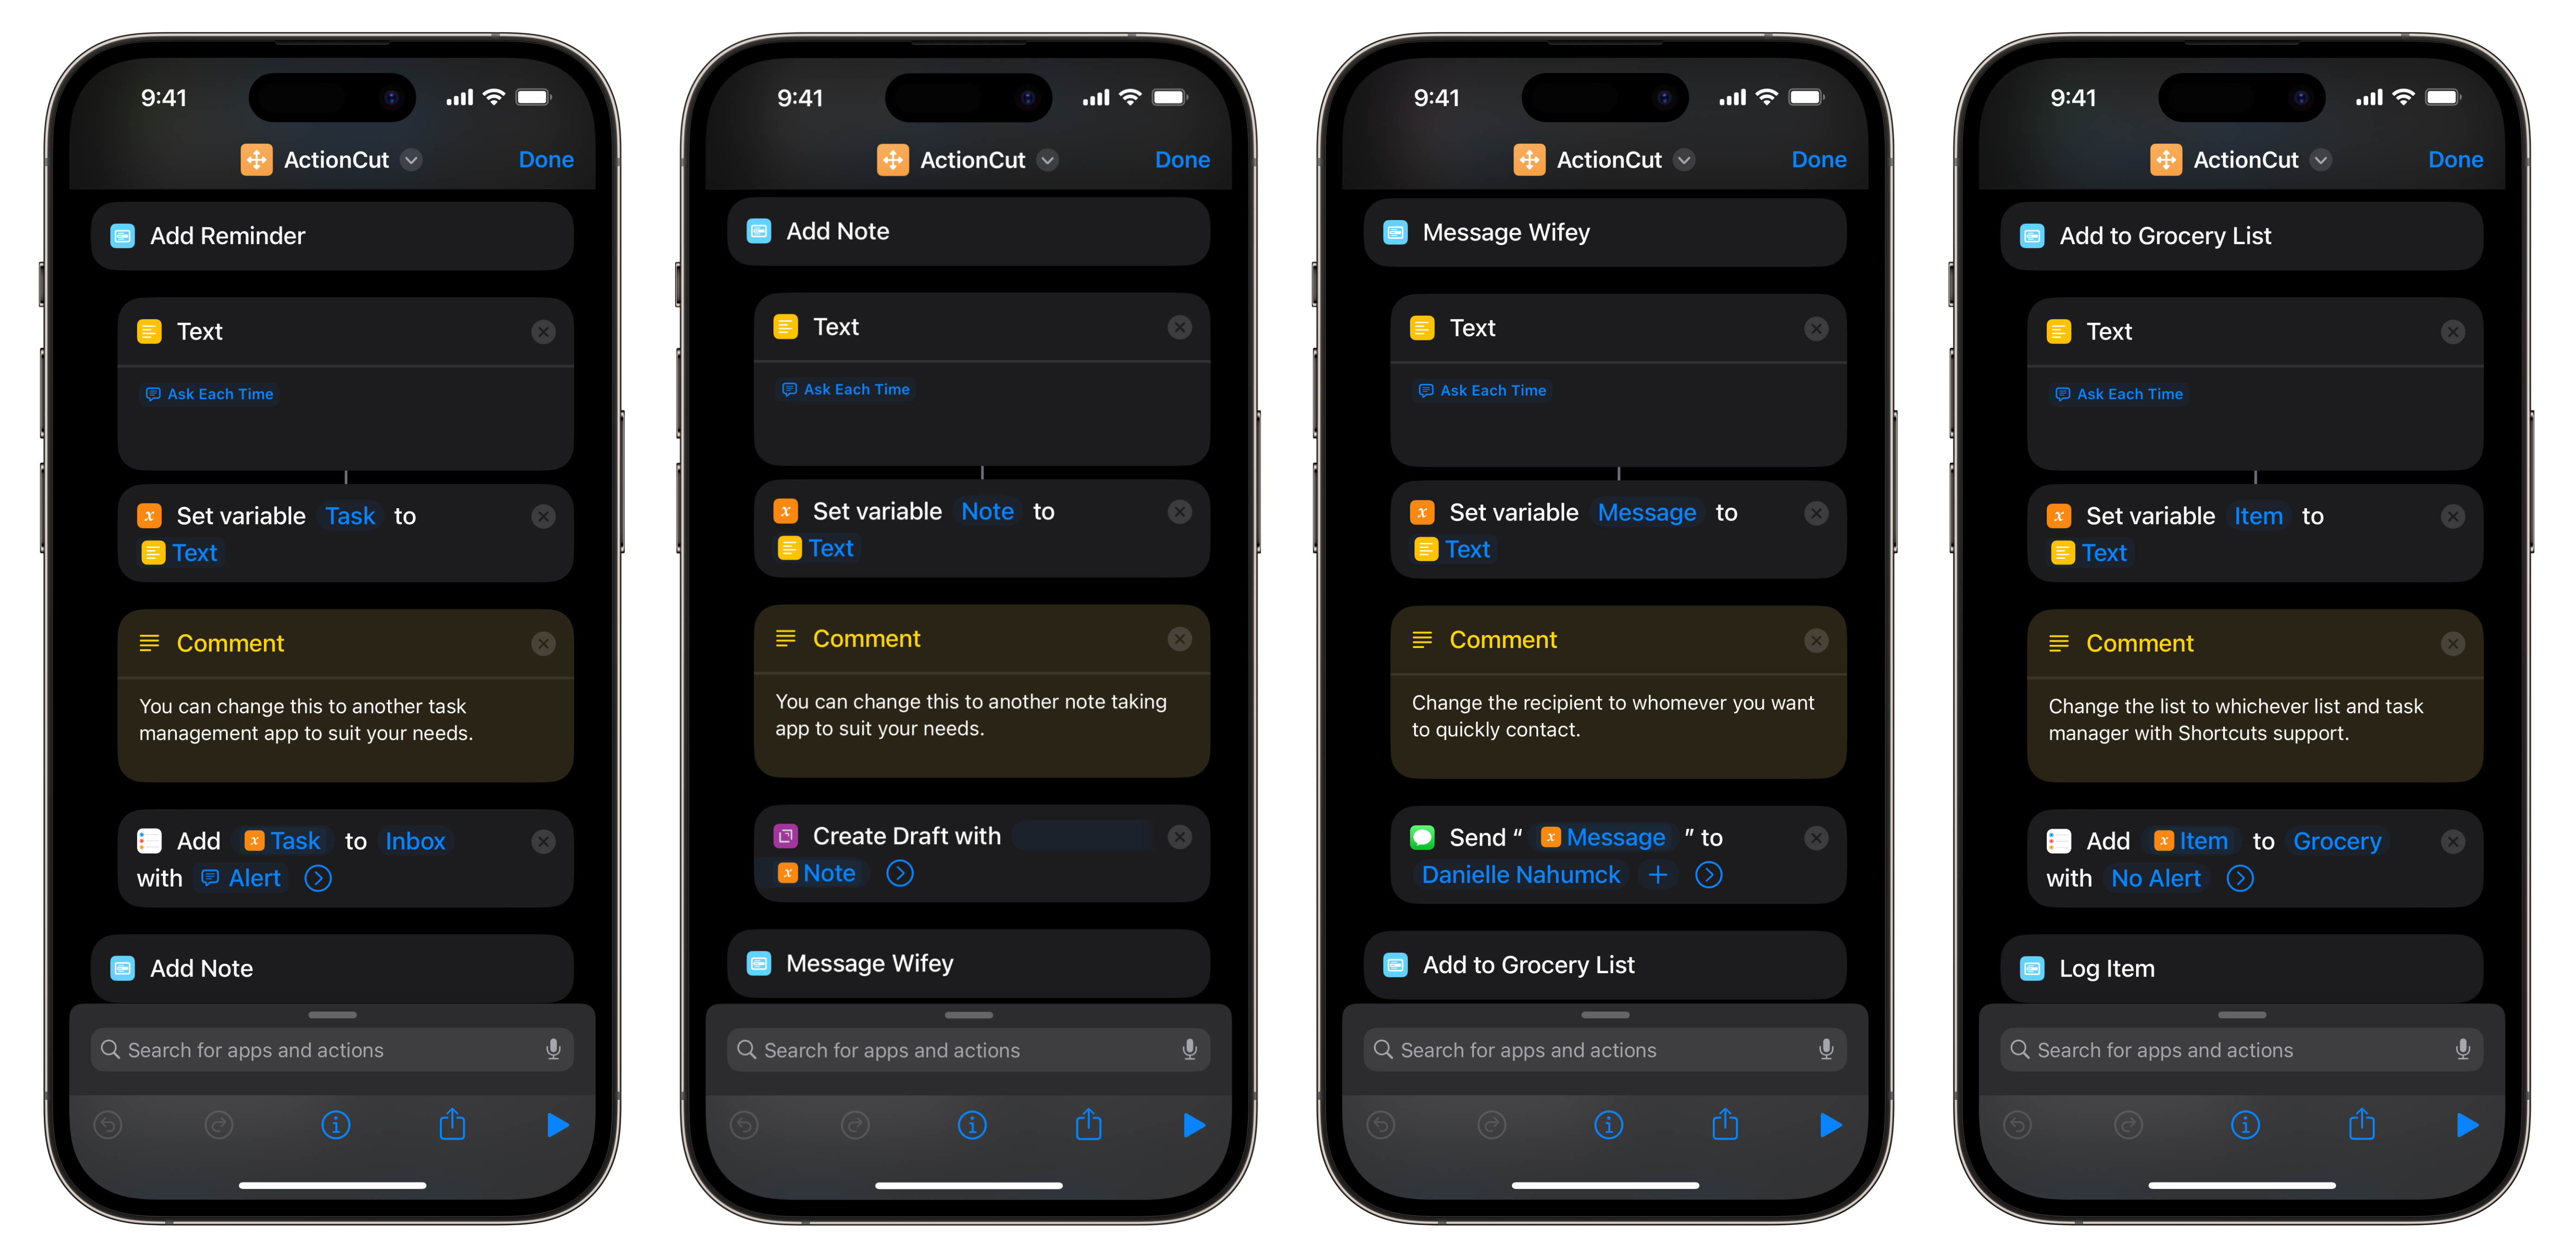 9:41
ActionCut
Done
Add Reminder
Text
Ask Each Time
Set variable Task to
Text
Comment
You can change this to another task
management app to suit your needs.
Add Task to Inbox
with Alert
Add Note
Search for apps and actions
9:41
ActionCut
Done
Add Note
Text
Ask Each Time
Set variable Note to
Text
Comment
You can change this to another note taking
app to suit your needs.
Create Draft with
Note
Message Wifey
Search for apps and actions
9:41
ActionCut
Done
Message Wifey
Text
Ask Each Time
Set variable Message to
Text
Comment
Change the recipient to whomever you want
to quickly contact.
Send “ Message ” to
Danielle Nahumck +
Add to Grocery List
Search for apps and actions
9:41
ActionCut
Done
Add to Grocery List
Text
Ask Each Time
Set variable Item to
Text
Comment
Change the list to whichever list and task
manager with Shortcuts support.
Add Item to Grocery
with No Alert
Log Item
Search for apps and actions